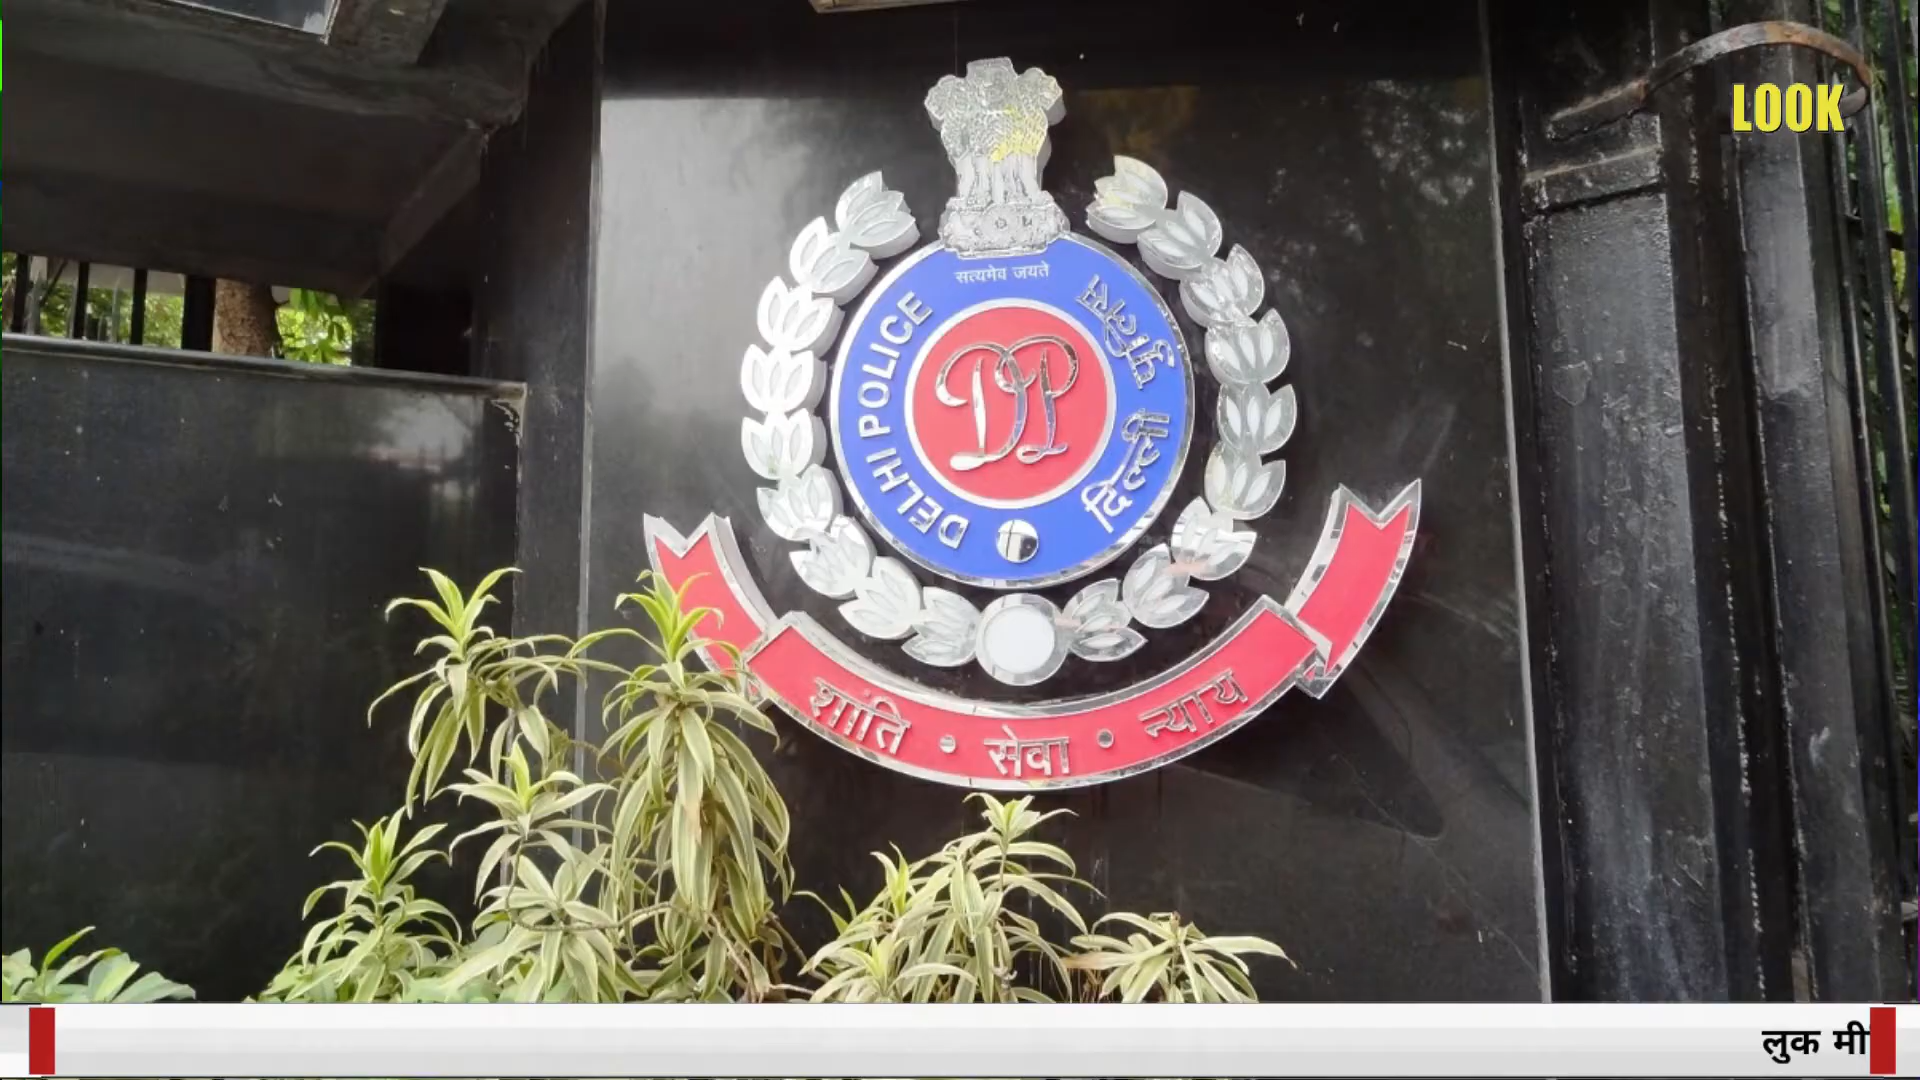 LOOK
सत्यमेव जयते
DELHI POLICE
दिल्ली पुलिस
DP
शांति • सेवा • न्याय
लुक मी